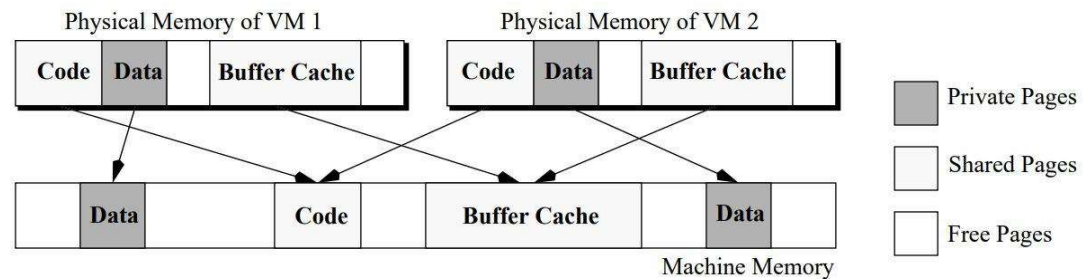 Physical Memory of VM 1
Physical Memory of VM 2
Code Data Buffer Cache
Code Data Buffer Cache
Private Pages
Shared Pages
Free Pages
Data Code Buffer Cache Data
Machine Memory